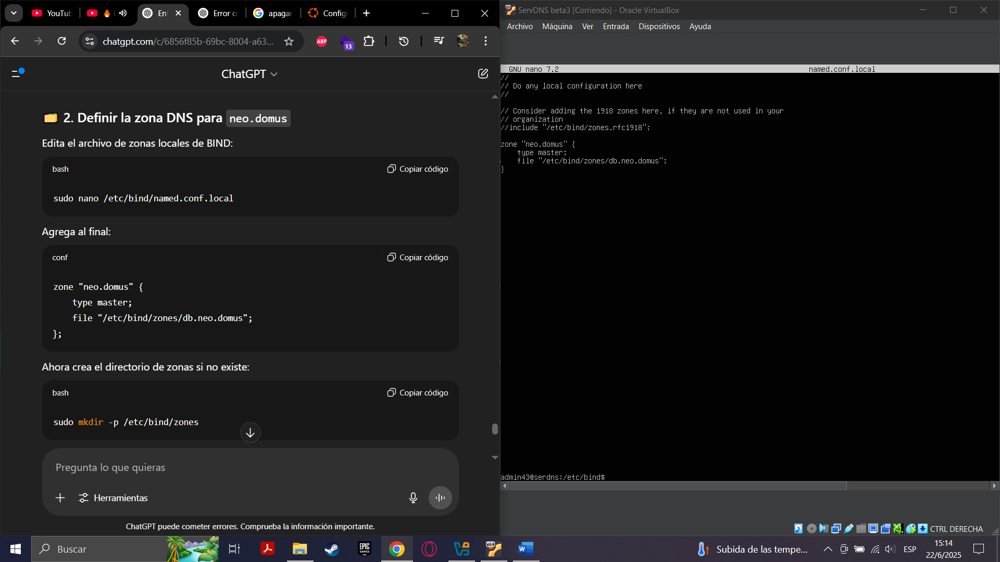 YouTub
En
Error co
apagar
Configu
chatgpt.com/c/6856f85b-69bc-8004-a63...
ABP
13
ChatGPT
2. Definir la zona DNS para neo.domus
Edita el archivo de zonas locales de BIND:
bash
Copiar código
sudo nano /etc/bind/named.conf.local
Agrega al final:
conf
Copiar código
zone "neo.domus" {
type master;
file "/etc/bind/zones/db.neo.domus";
};
Ahora crea el directorio de zonas si no existe:
bash
Copiar código
sudo mkdir -p /etc/bind/zones
Pregunta lo que quieras
Herramientas
ChatGPT puede cometer errores. Comprueba la información importante.
ServDNS beta3 [Corriendo] - Oracle VirtualBox
Archivo Máquina Ver Entrada Dispositivos Ayuda
GNU nano 7.2 named.conf.local
//
// Do any local configuration here
//
// Consider adding the 1918 zones here, if they are not used in your
// organization
//include "/etc/bind/zones.rfc1918";
zone "neo.domus" {
type master;
file "/etc/bind/zones/db.neo.domus";
}
admin43@serdns:/etc/bind$
CTRL DERECHA
Buscar
EPIC
GAMES
X64
Subida de las tempe...
ESP
15:14
22/6/2025